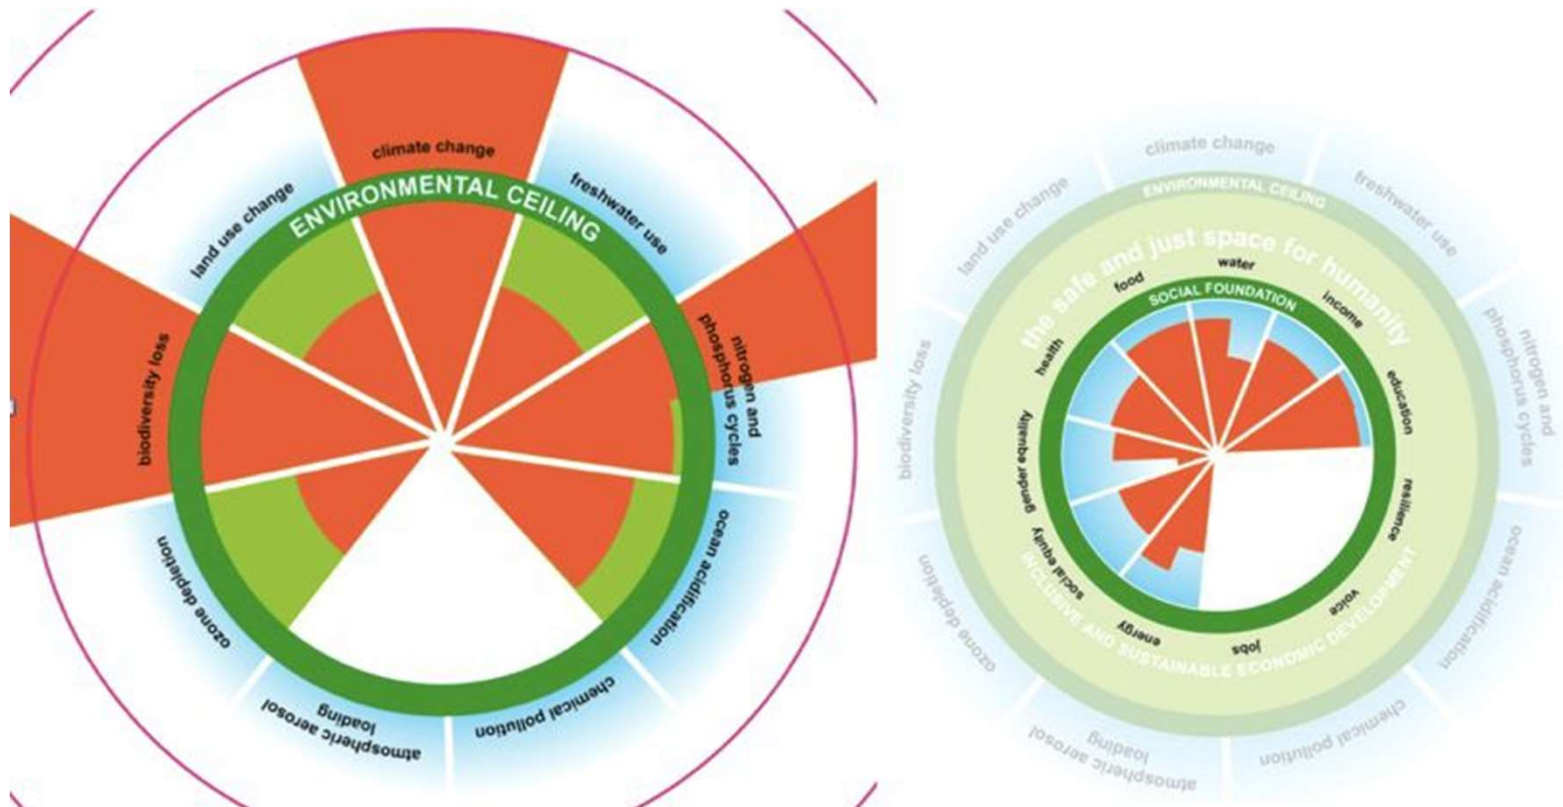 climate change
ENVIRONMENTAL CEILING
land use change
freshwater use
biodiversity loss
nitrogen and
phosphorus cycles
ozone depletion
ocean acidification
atmospheric aerosol
loading
chemical pollution
climate change
ENVIRONMENTAL CEILING
land use change
freshwater use
the safe and just space for humanity
water
food
SOCIAL FOUNDATION
income
health
education
biodiversity loss
nitrogen and
phosphorus cycles
gender equality
resilience
social equity
voice
energy
jobs
INCLUSIVE AND SUSTAINABLE ECONOMIC DEVELOPMENT
ozone depletion
ocean acidification
atmospheric aerosol
loading
chemical pollution